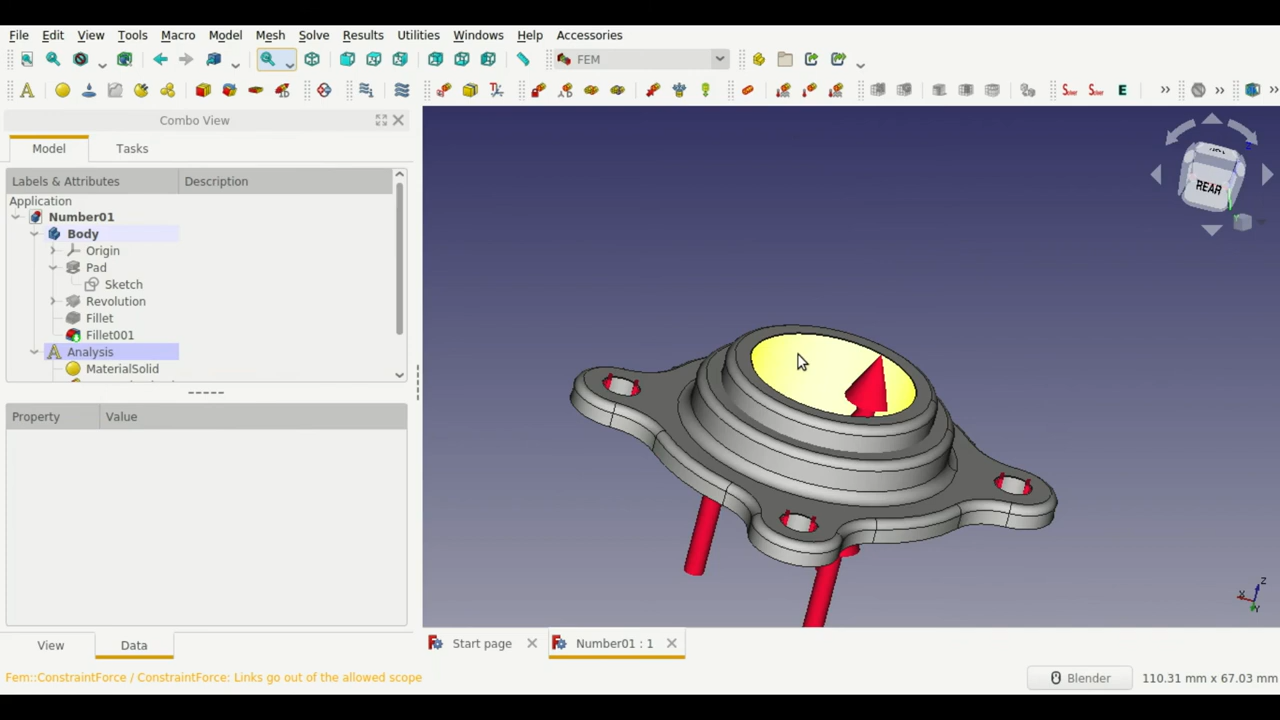 File Edit View Tools Macro Model Mesh Solve Results Utilities Windows Help Accessories
FEM
Combo View
Model Tasks
Labels & Attributes Description
Application
Number01
Body
Origin
Pad
Sketch
Revolution
Fillet
Fillet001
Analysis
MaterialSolid
Property Value
REAR
View Data
Start page
Number01 : 1
Fem::ConstraintForce / ConstraintForce: Links go out of the allowed scope
Blender
110.31 mm x 67.03 mm